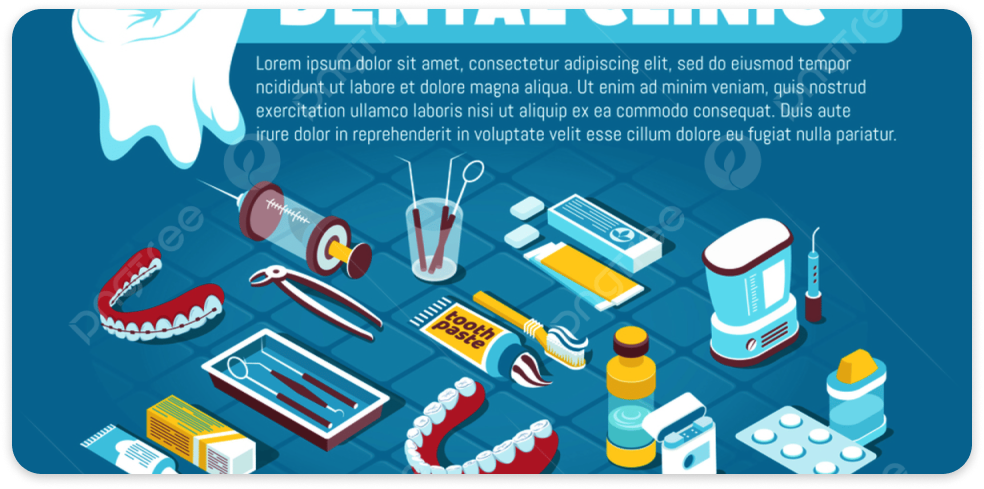 DENTAL CLINIC
Lorem ipsum dolor sit amet, consectetur adipiscing elit, sed do eiusmod tempor
ncididunt ut labore et dolore magna aliqua. Ut enim ad minim veniam, quis nostrud
exercitation ullamco laboris nisi ut aliquip ex ea commodo consequat. Duis aute
irure dolor in reprehenderit in voluptate velit esse cillum dolore eu fugiat nulla pariatur.
tooth
paste